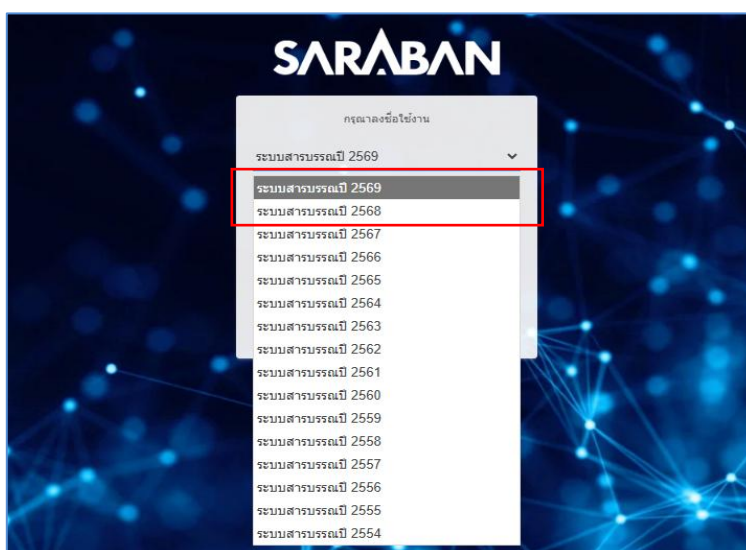 SARABAN
กรุณาลงชื่อใช้งาน
ระบบสารบรรณปี 2569
ระบบสารบรรณปี 2569
ระบบสารบรรณปี 2568
ระบบสารบรรณปี 2567
ระบบสารบรรณปี 2566
ระบบสารบรรณปี 2565
ระบบสารบรรณปี 2564
ระบบสารบรรณปี 2563
ระบบสารบรรณปี 2562
ระบบสารบรรณปี 2561
ระบบสารบรรณปี 2560
ระบบสารบรรณปี 2559
ระบบสารบรรณปี 2558
ระบบสารบรรณปี 2557
ระบบสารบรรณปี 2556
ระบบสารบรรณปี 2555
ระบบสารบรรณปี 2554